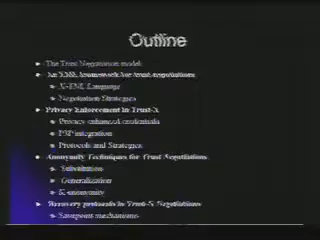 Outline
The Trust Negotiation model
An XML framework for trust negotiations
X-TNL Language
Negotiation Strategies
Privacy Enforcement in Trust-X
Privacy enhanced credentials
P3P integration
Protocols and Strategies
Anonymity Techniques for Trust Negotiations
Substitution
Generalization
K-anonymity
Recovery protocols in Trust-X Negotiations
Savepoint mechanisms